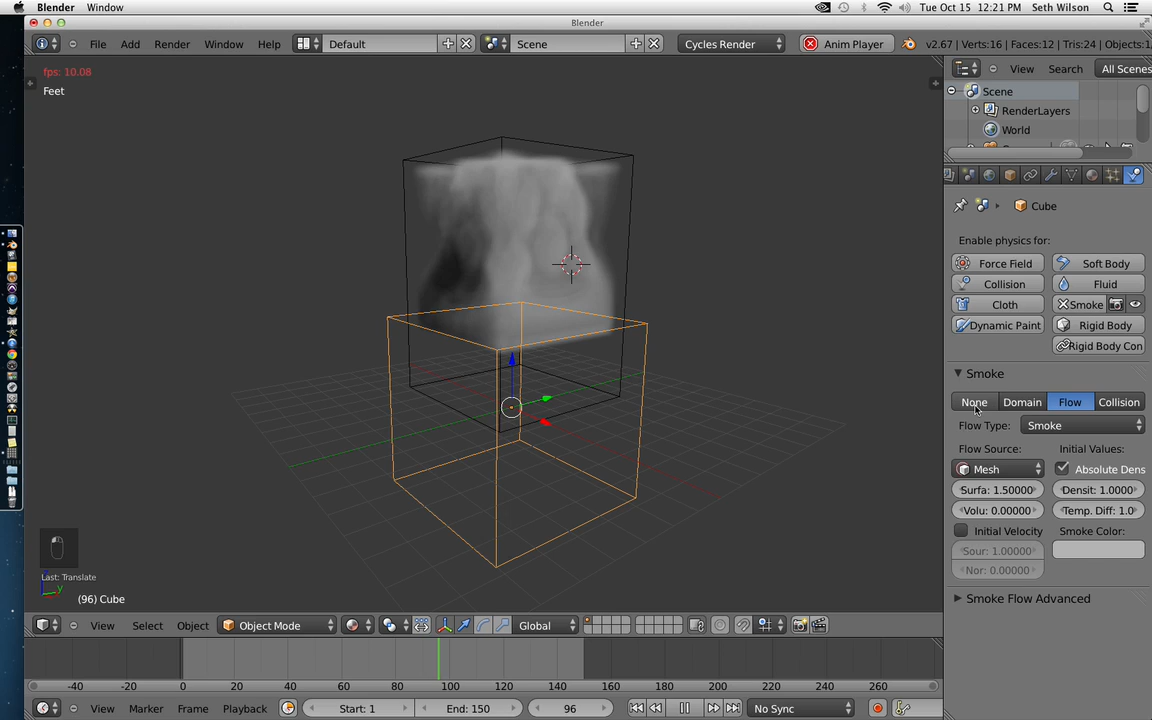 Blender Window Tue Oct 15 12:21 PM Seth Wilson
Blender
File Add Render Window Help Default Scene Cycles Render Anim Player v2.67 | Verts:16 | Faces:12 | Tris:24 | Objects:1
View Search All Scenes
fps: 10.08
Feet
Scene
RenderLayers
World
Cube
Enable physics for:
Force Field Soft Body
Collision Fluid
Cloth Smoke
Dynamic Paint Rigid Body
Rigid Body Con
Smoke
None Domain Flow Collision
Flow Type: Smoke
Flow Source: Initial Values:
Mesh Absolute Dens
Surfa: 1.50000 Densit: 1.0000
Volu: 0.00000 Temp. Diff: 1.0
Initial Velocity Smoke Color:
Sour: 1.00000
Nor: 0.00000
Smoke Flow Advanced
Last: Translate
z
y
(96) Cube
View Select Object Object Mode Global
-40 -20 0 20 40 60 80 100 120 140 160 180 200 220 240 260
View Marker Frame Playback Start: 1 End: 150 96 No Sync